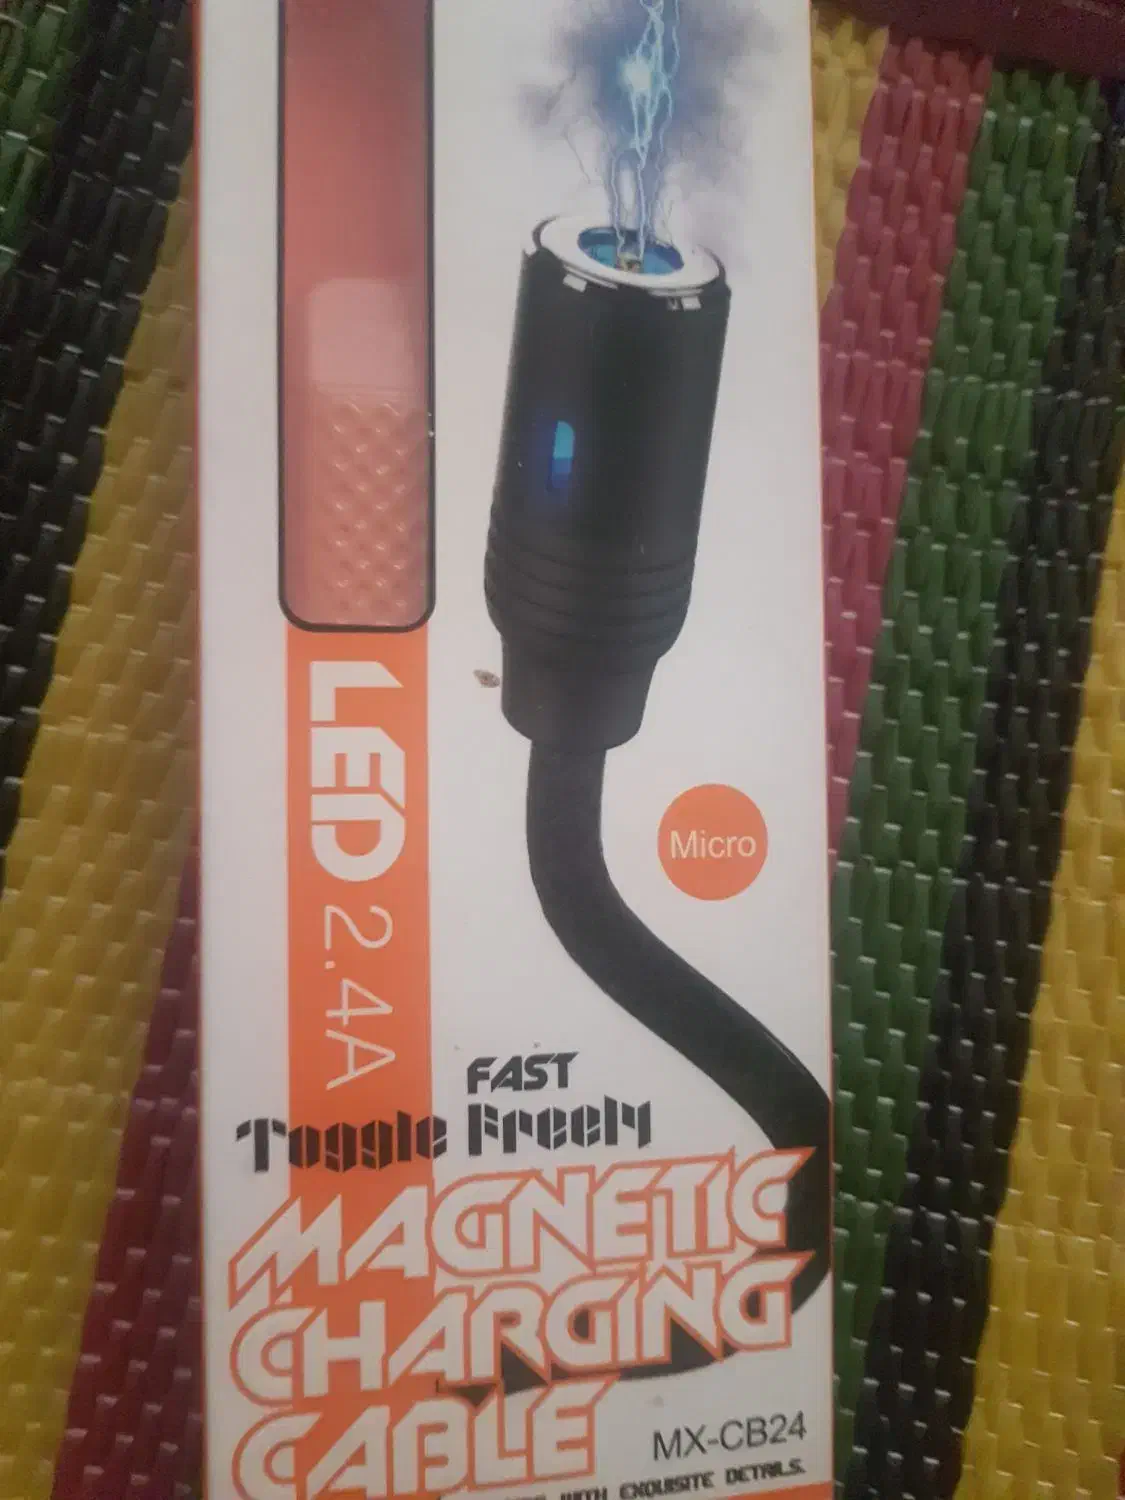 LED 2.4A
Micro
FAST
Toggle Freely
MAGNETIC
CHARGING
CABLE
MX-CB24
WITH EXQUISITE DETAILS.